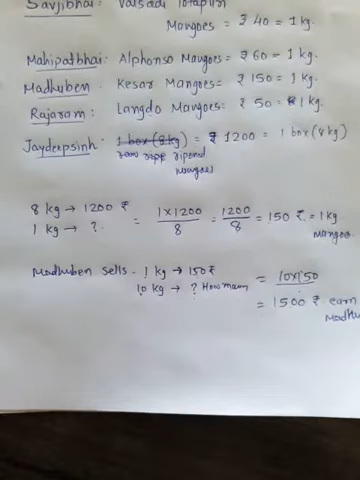 Savjibhai: Valsadi Totapuri
Mangoes = ₹ 40 = 1 kg.
Mahipatbhai: Alphonso Mangoes = ₹ 60 = 1 kg.
Madhuben: Kesar Mangoes = ₹ 150 = 1 kg.
Rajaram: Langdo Mangoes: ₹ 50 = 1 kg.
Jaydeepsinh: 1 box (8 kg) = ₹ 1200 = 1 box (8 kg)
ripened
Mangoes
8 kg → 1200 ₹ = 1×1200/8 = 1200/8 = 150 ₹ = 1 kg
1 kg → ?
Mangoe
Madhuben sells. 1 kg → 150 ₹ = 10×150
10 kg → ? How many
= 1500 ₹ earn
Madhu